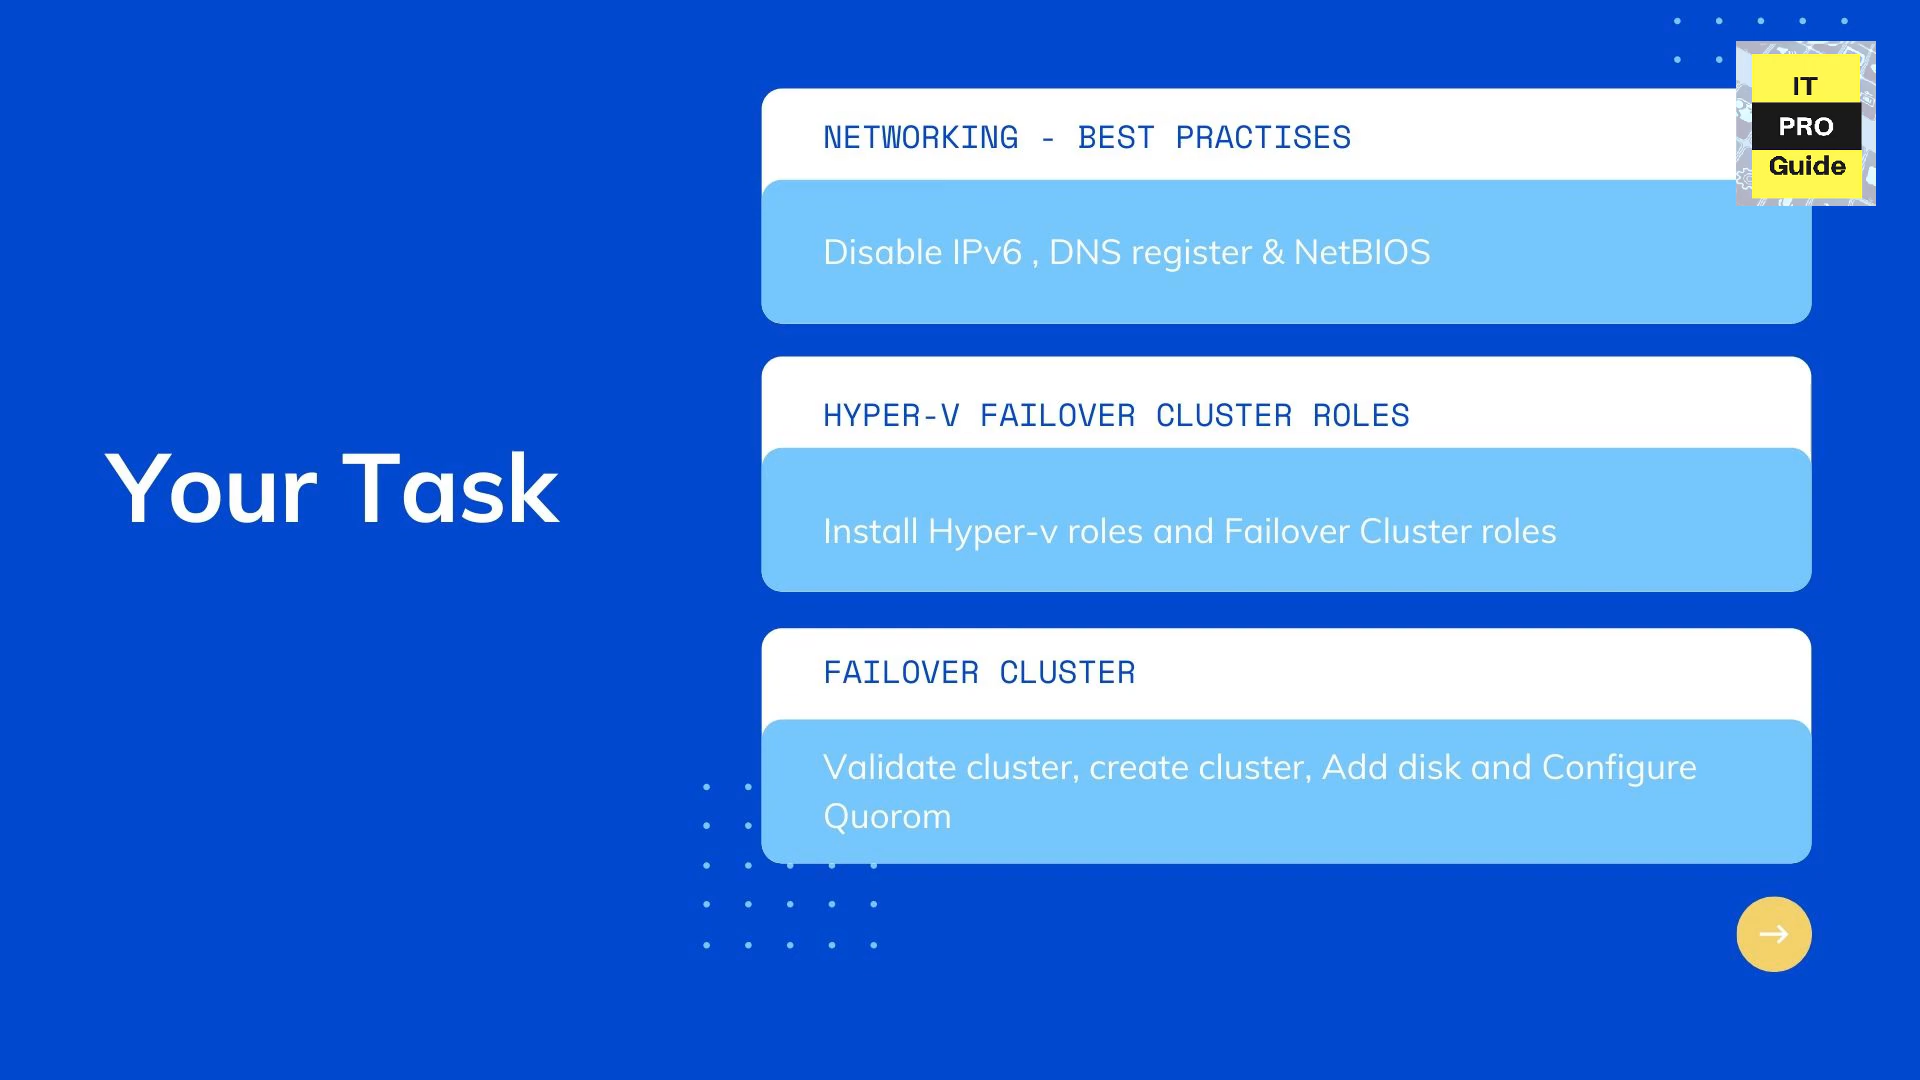 IT
PRO
Guide
NETWORKING - BEST PRACTISES
Disable IPv6 , DNS register & NetBIOS
Your Task
HYPER-V FAILOVER CLUSTER ROLES
Install Hyper-v roles and Failover Cluster roles
FAILOVER CLUSTER
Validate cluster, create cluster, Add disk and Configure
Quorom